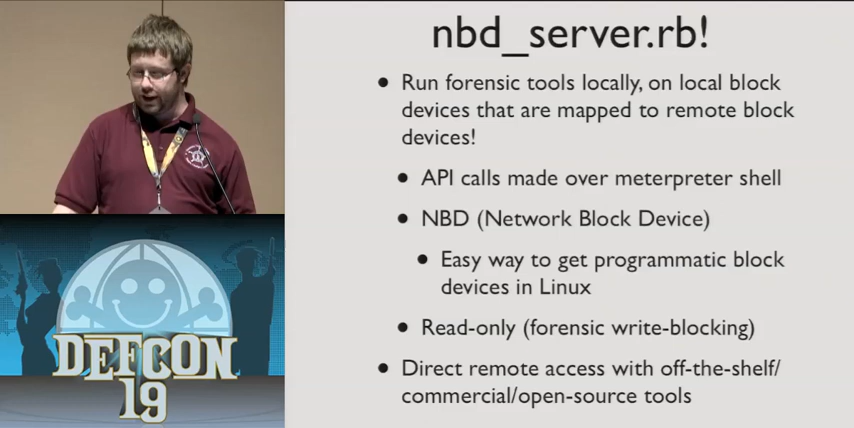 nbd_server.rb!
• Run forensic tools locally, on local block
devices that are mapped to remote block
devices!
• API calls made over meterpreter shell
• NBD (Network Block Device)
• Easy way to get programmatic block
devices in Linux
• Read-only (forensic write-blocking)
• Direct remote access with off-the-shelf/
commercial/open-source tools
DEFCON
19